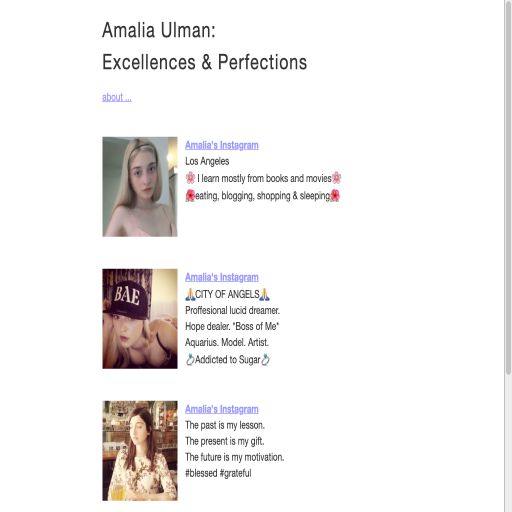 Amalia Ulman:
Excellences & Perfections
about ...
Amalia's Instagram
Los Angeles
🌸 I learn mostly from books and movies🌸
🌺eating, blogging, shopping & sleeping🌺
BAE
Amalia's Instagram
🙏CITY OF ANGELS🙏
Proffesional lucid dreamer.
Hope dealer. "Boss of Me"
Aquarius. Model. Artist.
💍Addicted to Sugar💍
Amalia's Instagram
The past is my lesson.
The present is my gift.
The future is my motivation.
#blessed #grateful